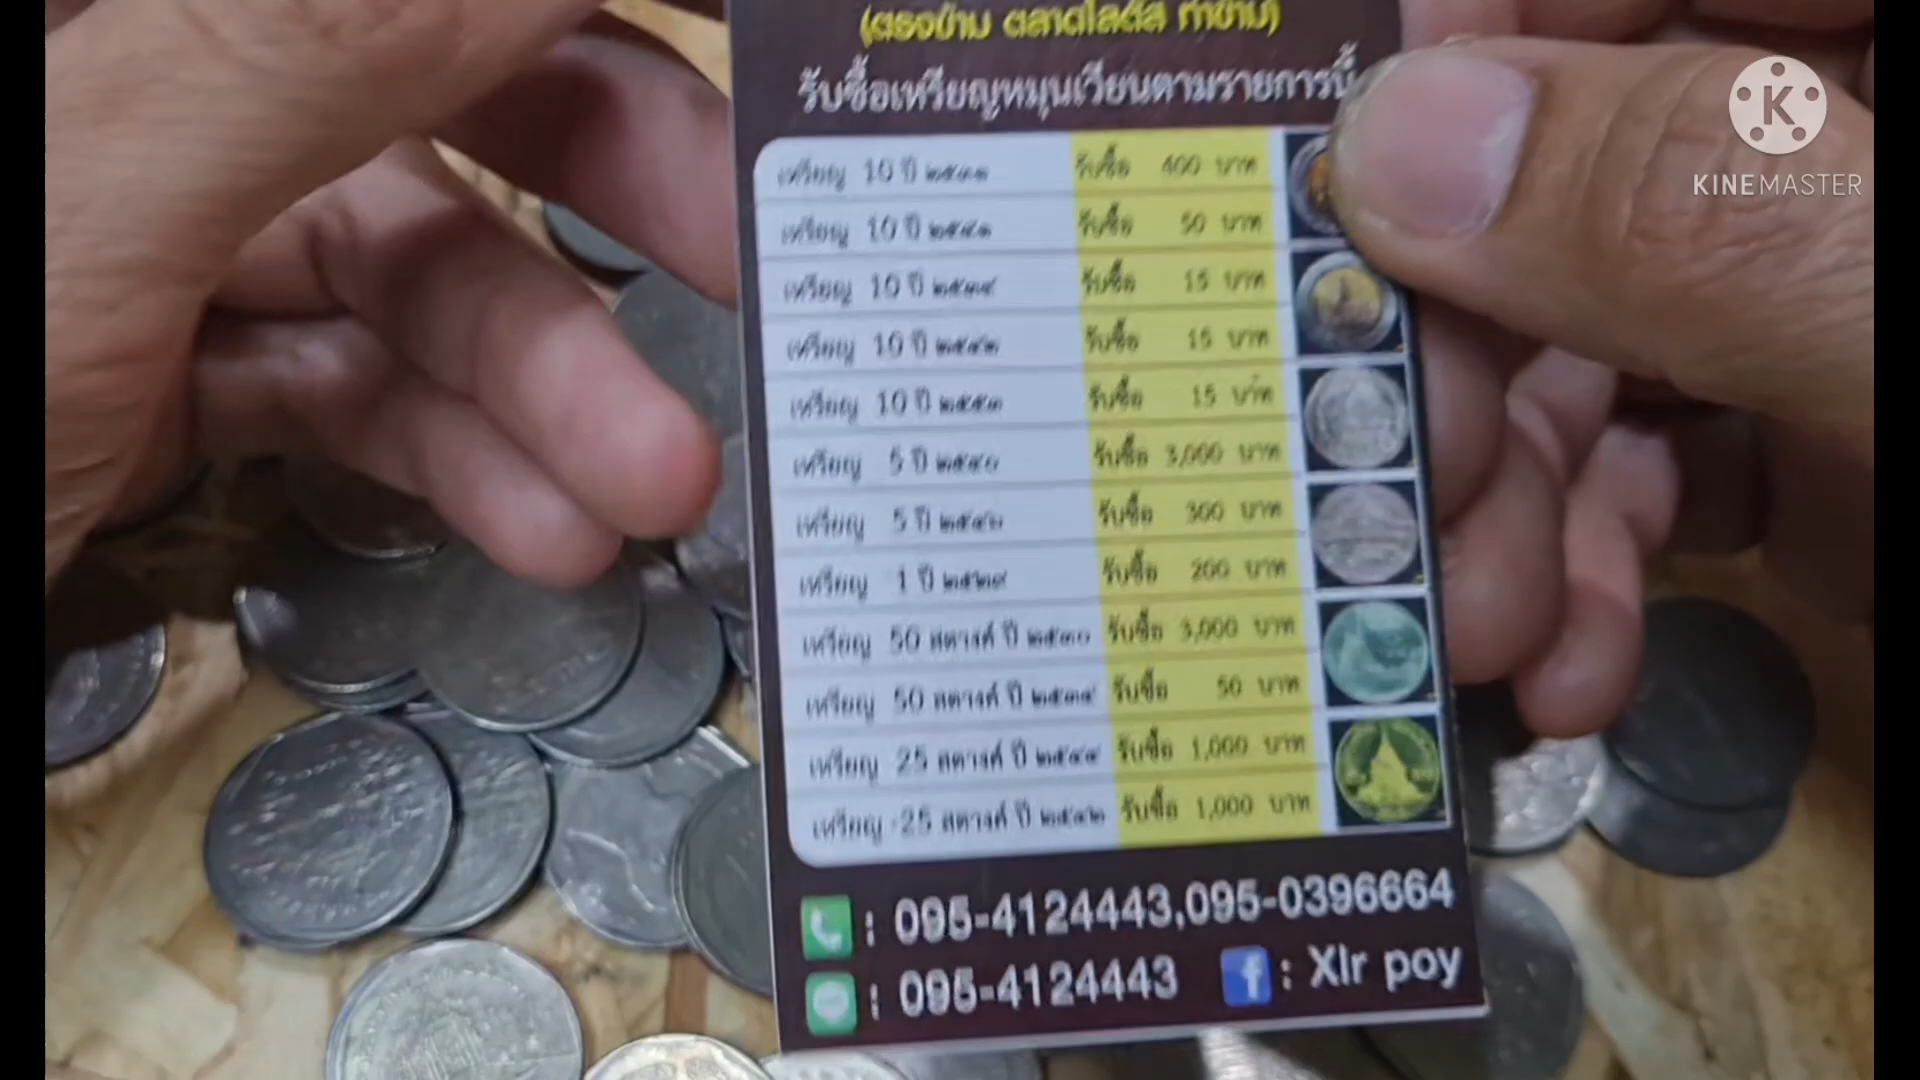 (ตรงข้าม ตลาดโลตัส ท่าขาม)
รับซื้อเหรียญหมุนเวียนตามรายการนี้
เหรียญ 10 ปี ๒๕๓๑ รับซื้อ 400 บาท
เหรียญ 10 ปี ๒๕๔๑ รับซื้อ 50 บาท
เหรียญ 10 ปี ๒๕๓๙ รับซื้อ 15 บาท
เหรียญ 10 ปี ๒๕๔๒ รับซื้อ 15 บาท
เหรียญ 10 ปี ๒๕๕๓ รับซื้อ 15 บาท
เหรียญ 5 ปี ๒๕๔๐ รับซื้อ 3,000 บาท
เหรียญ 5 ปี ๒๕๔๖ รับซื้อ 300 บาท
เหรียญ 1 ปี ๒๕๒๙ รับซื้อ 200 บาท
เหรียญ 50 สตางค์ ปี ๒๕๓๐ รับซื้อ 3,000 บาท
เหรียญ 50 สตางค์ ปี รับซื้อ 50 บาท
เหรียญ 25 สตางค์ ปี รับซื้อ 1,000 บาท
เหรียญ 25 สตางค์ ปี ๒๕๔๒ รับซื้อ 1,000 บาท
: 095-4124443,095-0396664
: 095-4124443 : Xlr poy
K
KINEMASTER